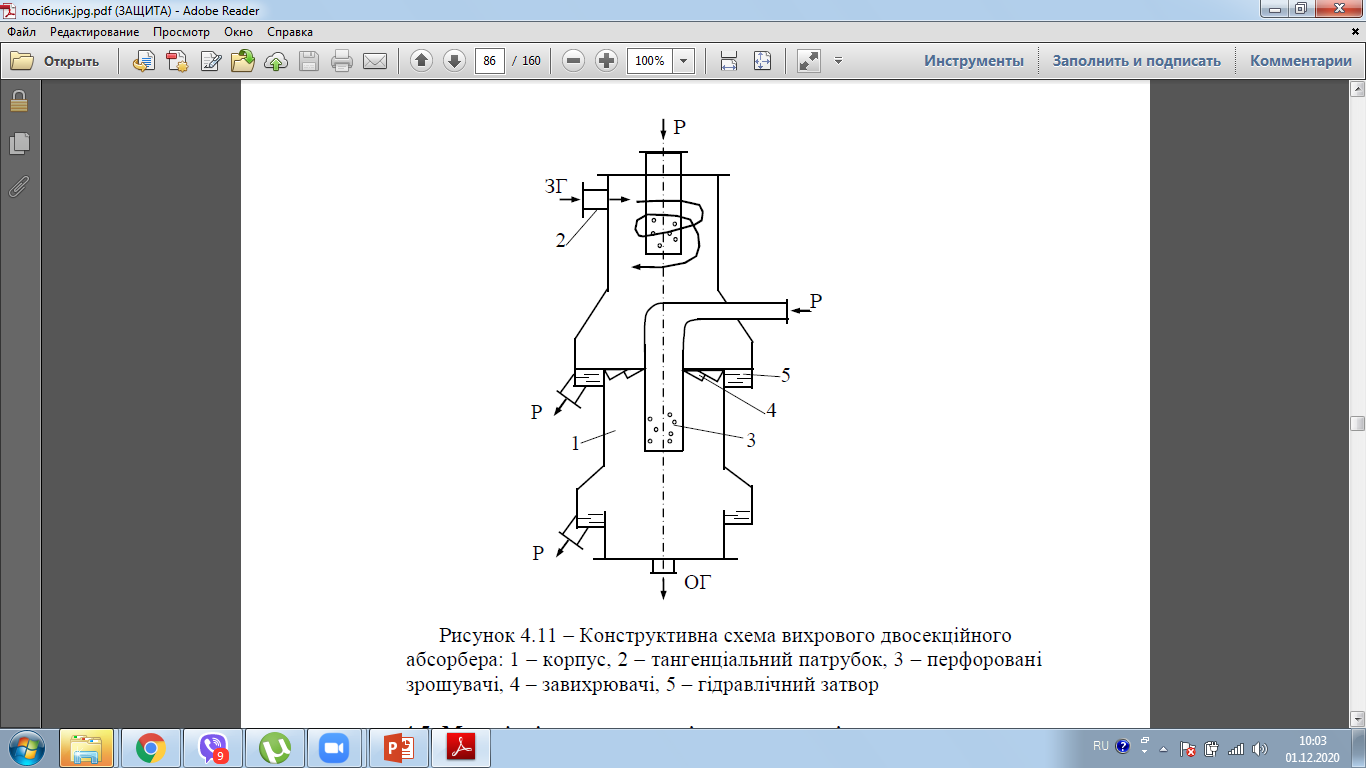 посібник.jpg.pdf (ЗАЩИТА) - Adobe Reader
Файл Редактирование Просмотр Окно Справка
Открыть 86 / 160 100% Инструменты Заполнить и подписать Комментарии
Р
ЗГ
2
Р
5
Р
4
1
3
Р
ОГ
Рисунок 4.11 – Конструктивна схема вихрового двосекційного
абсорбера: 1 – корпус, 2 – тангенціальний патрубок, 3 – перфоровані
зрошувачі, 4 – завихрювачі, 5 – гідравлічний затвор
9
RU
10:03
01.12.2020